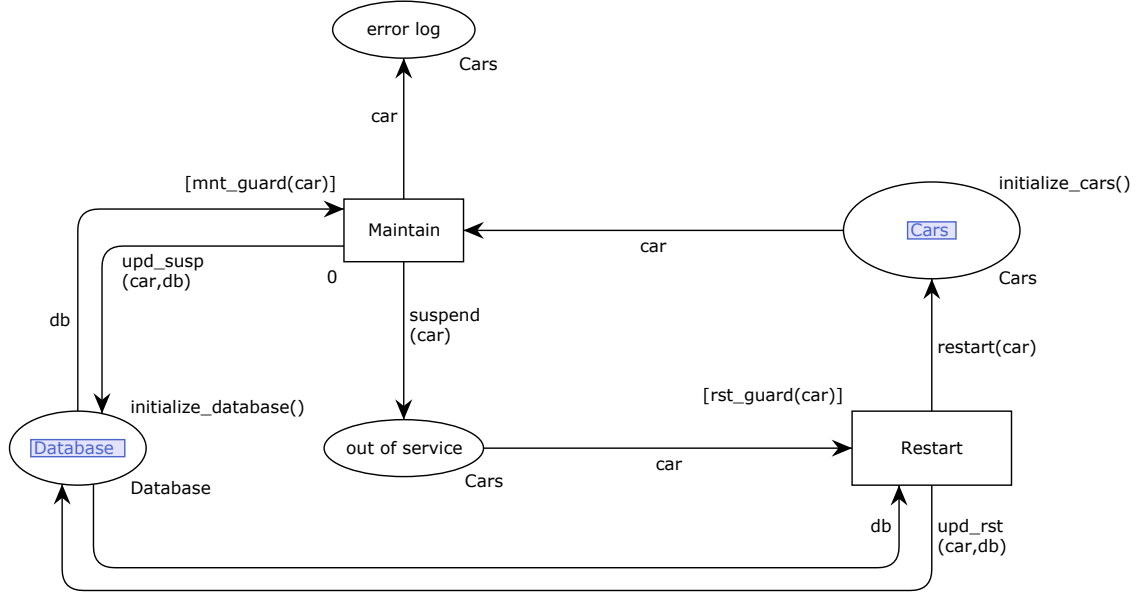 error log
Cars
car
[mnt_guard(car)]
initialize_cars()
Maintain
Cars
car
upd_susp
(car,db)
0
Cars
db
suspend
(car)
restart(car)
[rst_guard(car)]
initialize_database()
Database
out of service
Restart
car
Cars
Database
db
upd_rst
(car,db)